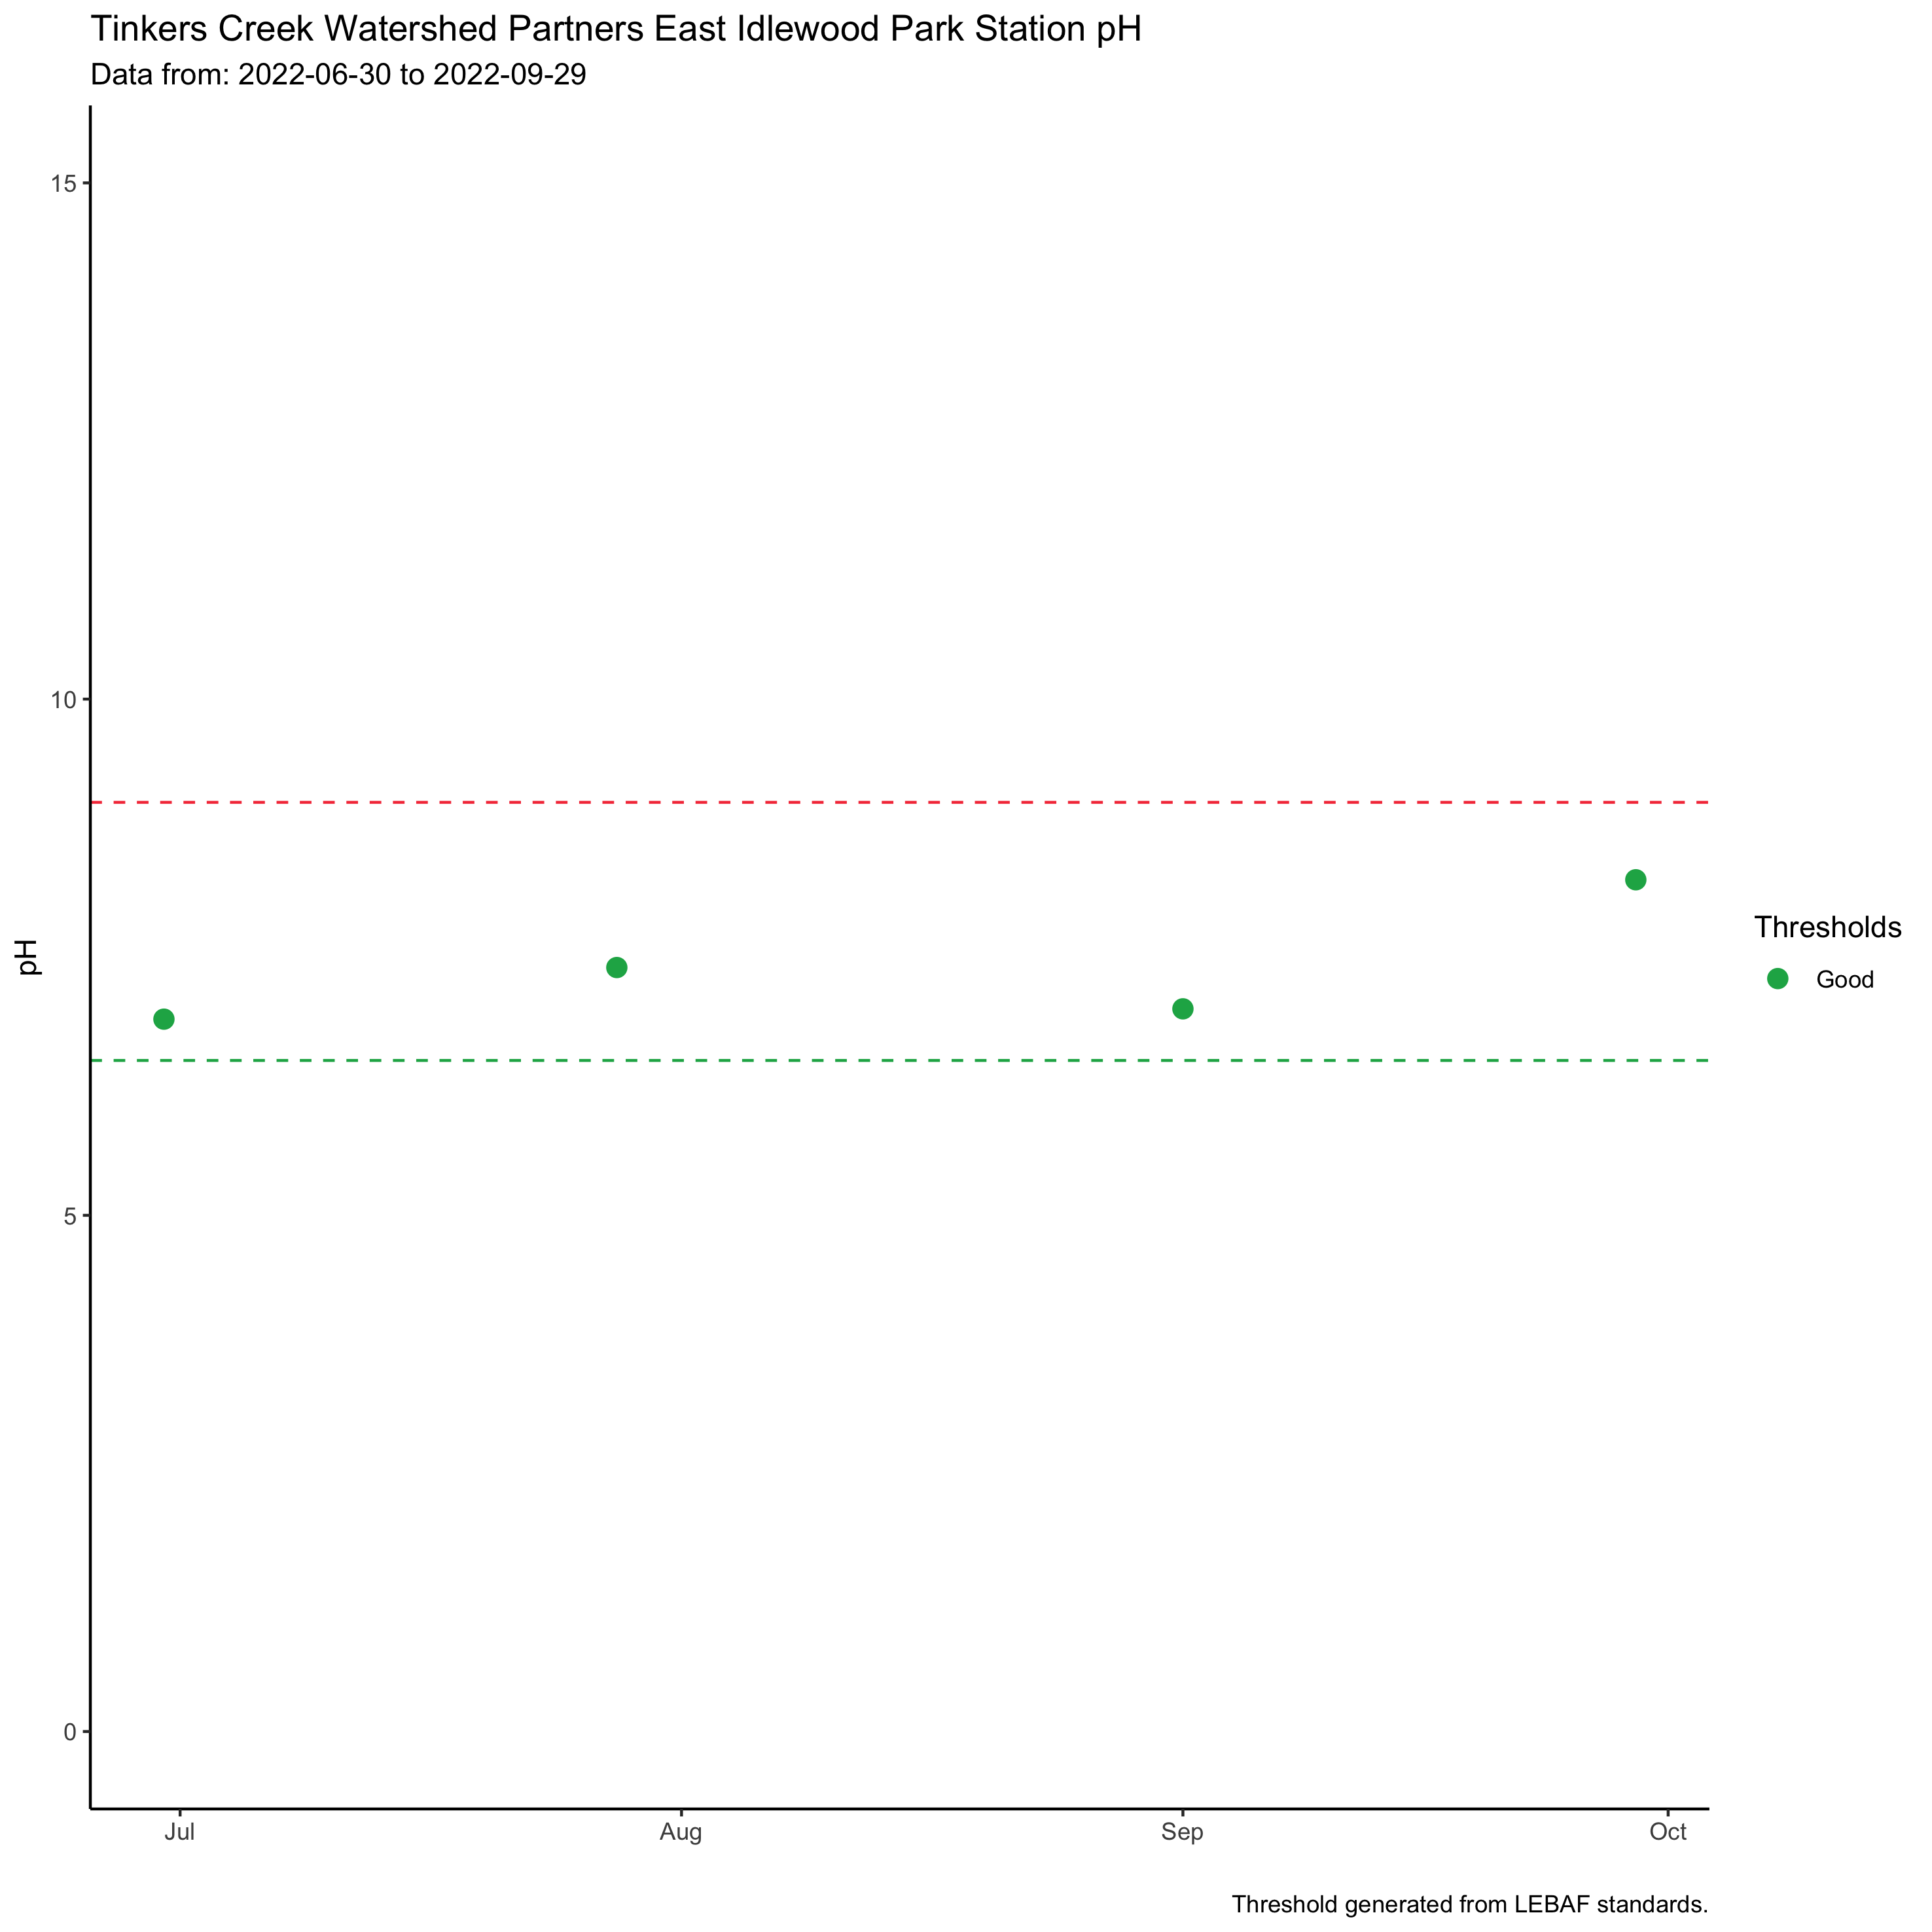 Tinkers Creek Watershed Partners East Idlewood Park Station pH
Data from: 2022-06-30 to 2022-09-29
15
10
5
0
pH
Jul
Aug
Sep
Oct
Thresholds
Good
Threshold generated from LEBAF standards.